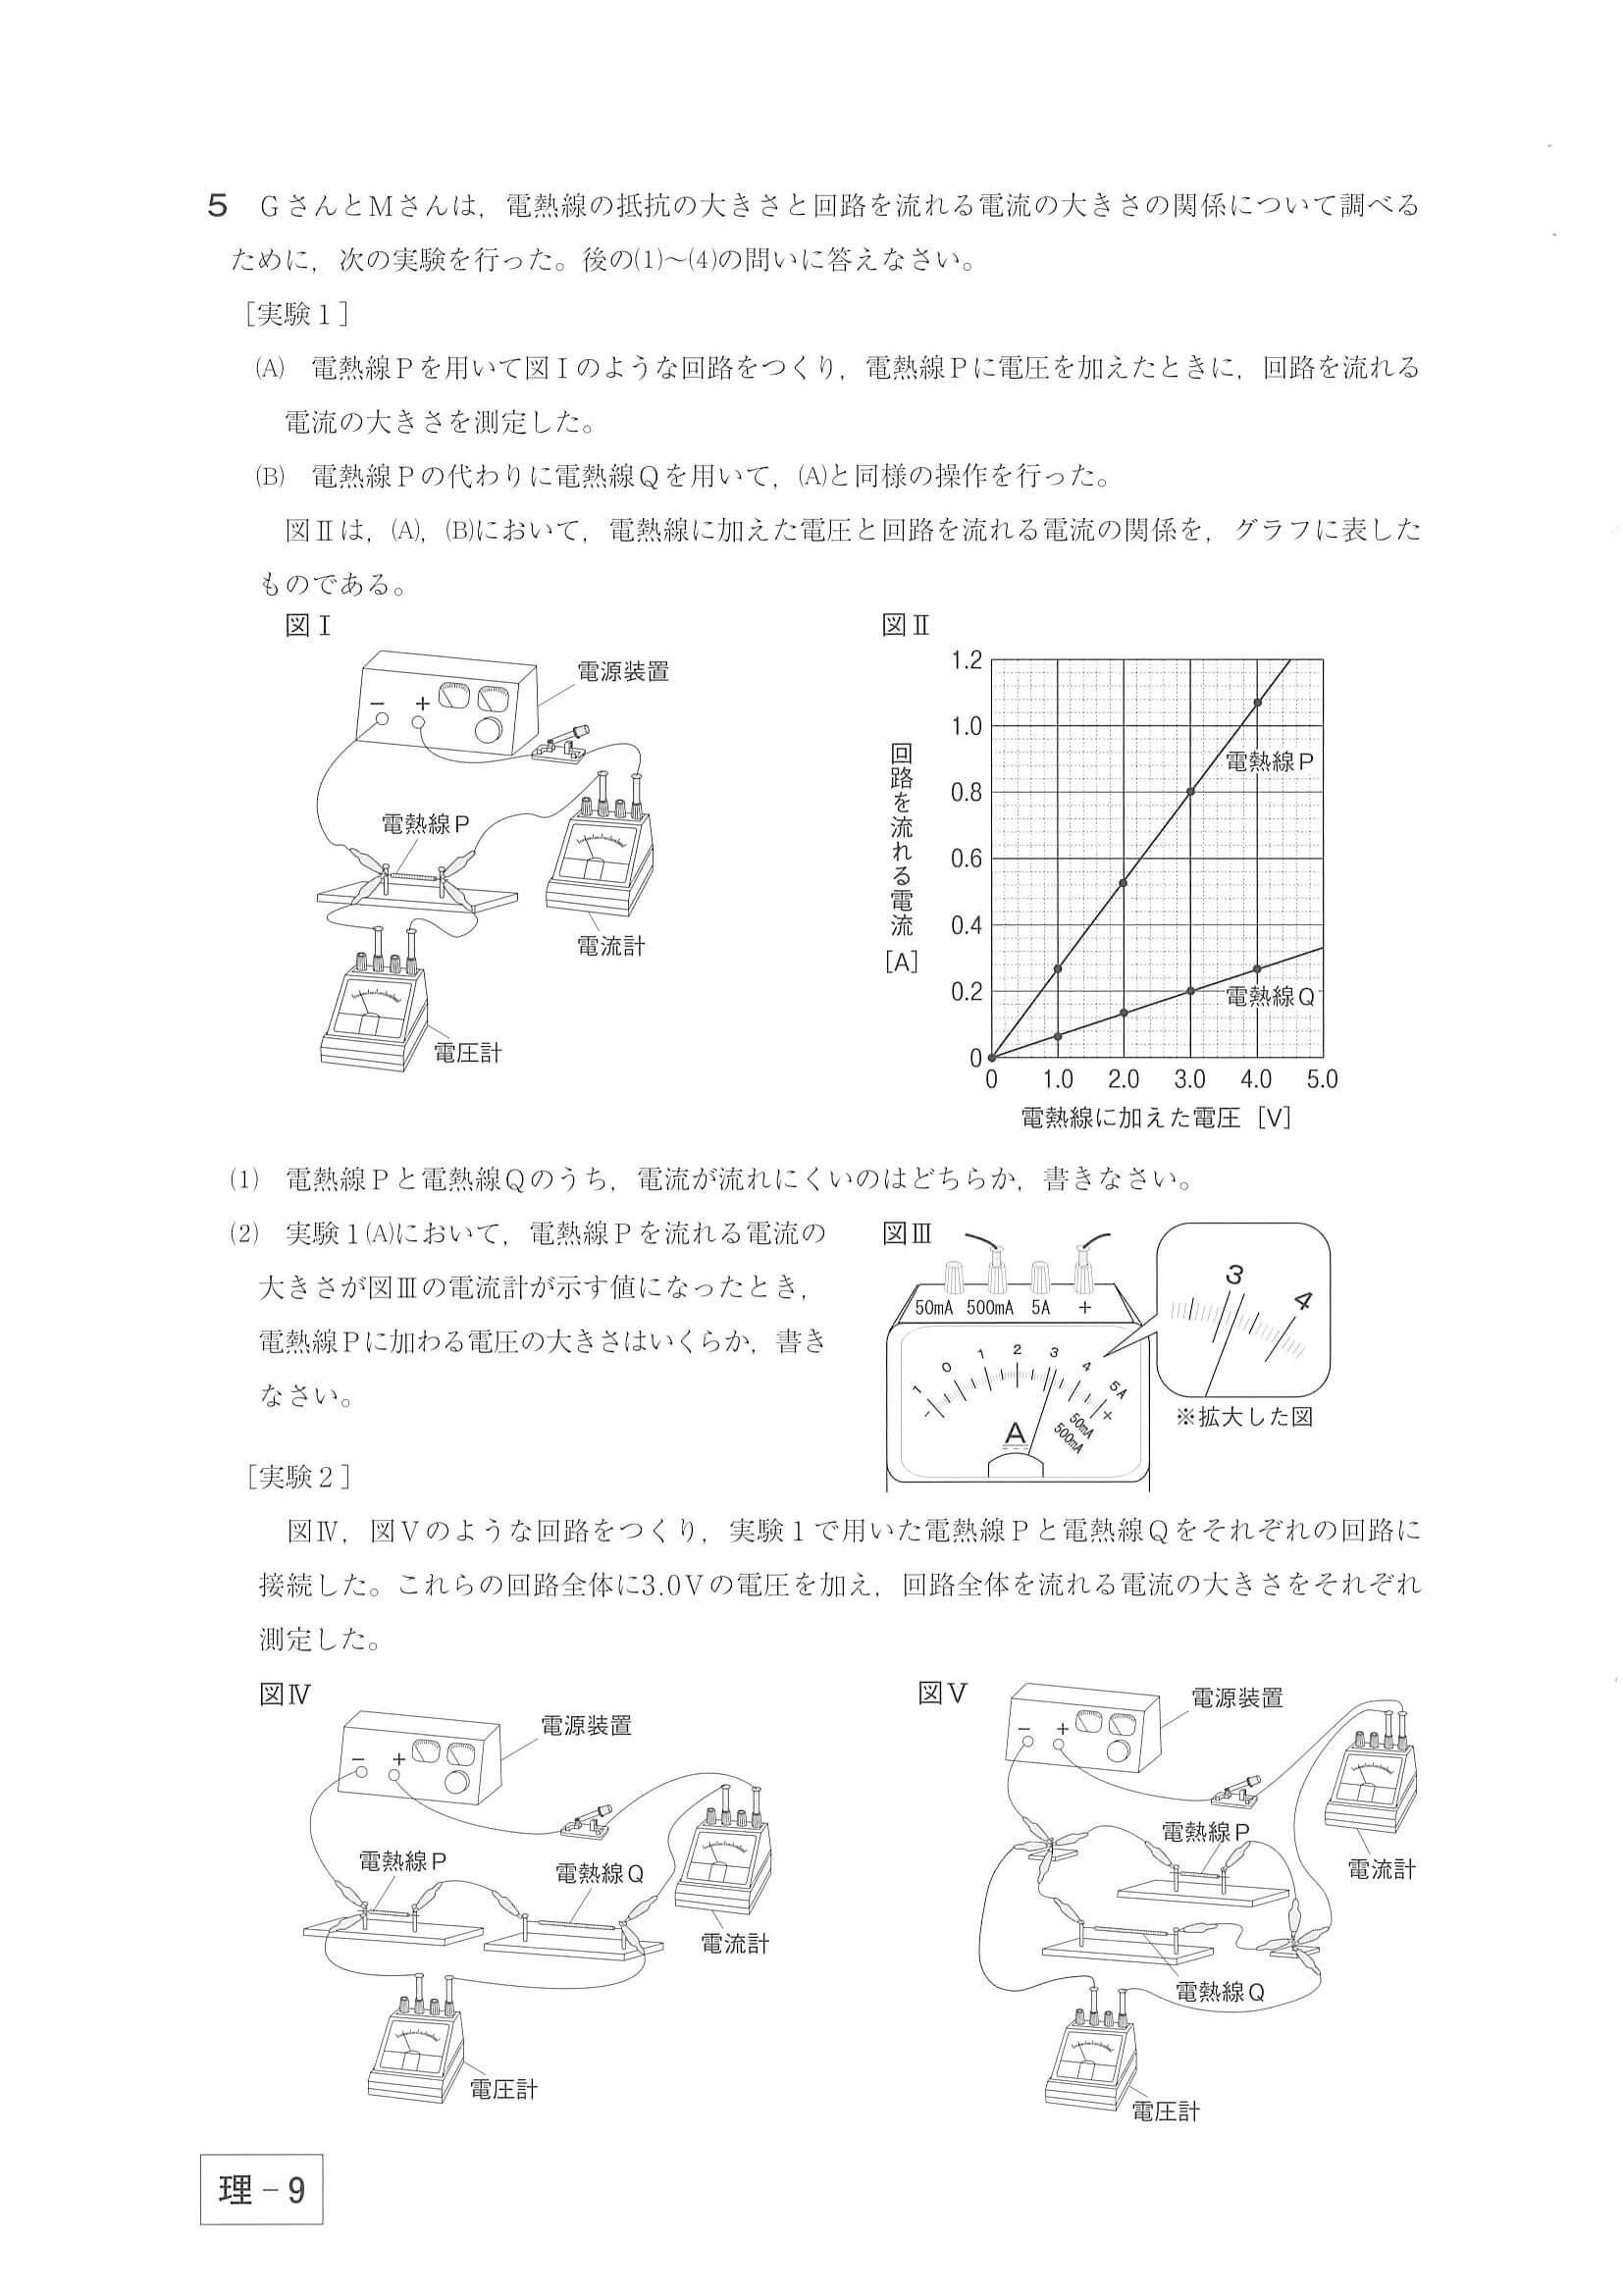 5 GさんとMさんは，電熱線の抵抗の大きさと回路を流れる電流の大きさの関係について調べる
ために，次の実験を行った。後の(1)～(4)の問いに答えなさい。
［実験１］
(A) 電熱線Pを用いて図Ⅰのような回路をつくり，電熱線Pに電圧を加えたときに，回路を流れる
電流の大きさを測定した。
(B) 電熱線Pの代わりに電熱線Qを用いて，(A)と同様の操作を行った。
図Ⅱは，(A)，(B)において，電熱線に加えた電圧と回路を流れる電流の関係を，グラフに表した
ものである。
図Ⅰ
電源装置
− +
電熱線P
電流計
電圧計
図Ⅱ
1.2
1.0
0.8
0.6
0.4
0.2
0
回路を流れる電流
［A］
電熱線P
電熱線Q
0 1.0 2.0 3.0 4.0 5.0
電熱線に加えた電圧［V］
(1) 電熱線Pと電熱線Qのうち，電流が流れにくいのはどちらか，書きなさい。
(2) 実験１(A)において，電熱線Pを流れる電流の
大きさが図Ⅲの電流計が示す値になったとき，
電熱線Pに加わる電圧の大きさはいくらか，書き
なさい。
図Ⅲ
50mA 500mA 5A +
1 0 1 2 3 4 5A
− +
50mA
500mA
A
3 4
※拡大した図
［実験２］
図Ⅳ，図Ⅴのような回路をつくり，実験１で用いた電熱線Pと電熱線Qをそれぞれの回路に
接続した。これらの回路全体に3.0Vの電圧を加え，回路全体を流れる電流の大きさをそれぞれ
測定した。
図Ⅳ
電源装置
− +
電熱線P
電熱線Q
電流計
電圧計
図Ⅴ
電源装置
− +
電熱線P
電流計
電熱線Q
電圧計
理－9